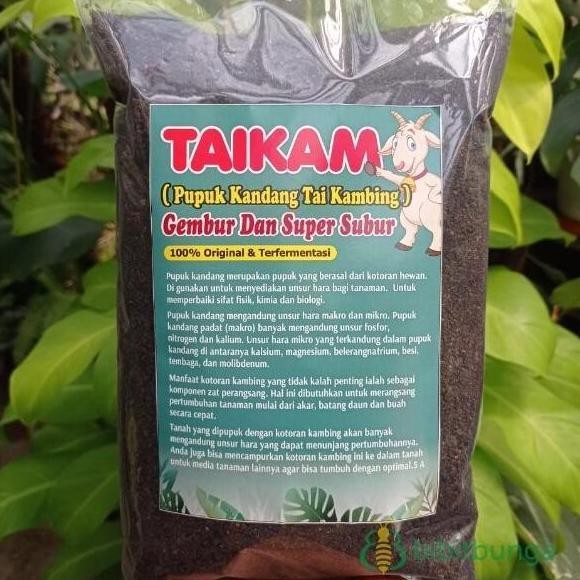 TAIKAM
( Pupuk Kandang Tai Kambing )
Gembur Dan Super Subur
100% Original & Terfermentasi
Pupuk kandang merupakan pupuk yang berasal dari kotoran hewan.
Di gunakan untuk menyediakan unsur hara bagi tanaman. Untuk
memperbaiki sifat fisik, kimia dan biologi.
Pupuk kandang mengandung unsur hara makro dan mikro. Pupuk
kandang padat (makro) banyak mengandung unsur fosfor,
nitrogen dan kalium. Unsur hara mikro yang terkandung dalam pupuk
kandang di antaranya kalsium, magnesium, belerangnatrium, besi,
tembaga, dan molibdenum.
Manfaat kotoran kambing yang tidak kalah penting ialah sebagai
komponen zat perangsang. Hal ini dibutuhkan untuk merangsang
pertumbuhan tanaman mulai dari akar, batang daun dan buah
secara cepat.
Tanah yang dipupuk dengan kotoran kambing akan banyak
mengandung unsur hara yang dapat menunjang pertumbuhannya.
Anda juga bisa mencampurkan kotoran kambing ini ke dalam tanah
untuk media tanaman lainnya agar bisa tumbuh dengan optimal.5 A